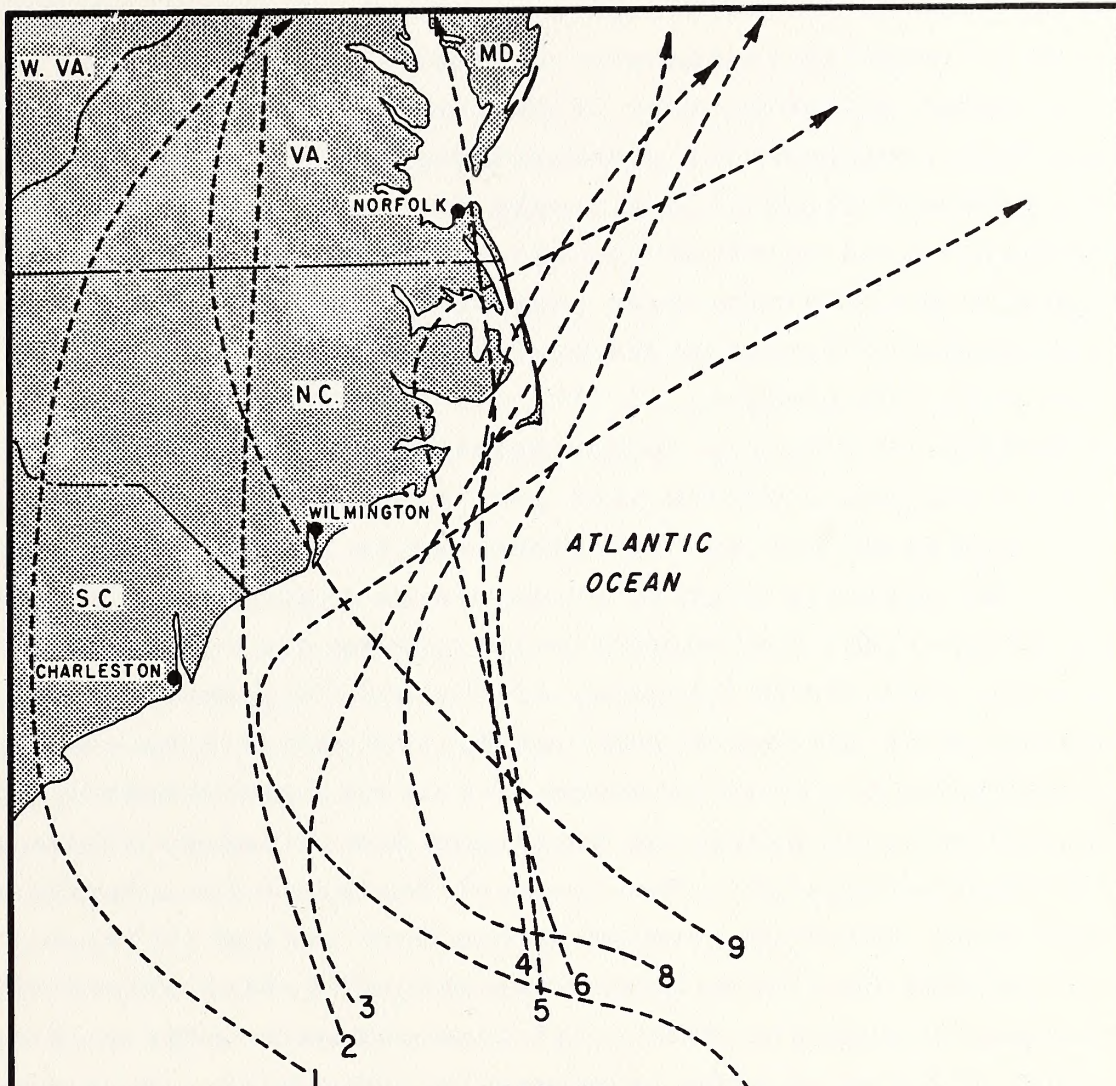 W. VA.
MD.
VA.
NORFOLK
N.C.
WILMINGTON
ATLANTIC
OCEAN
S.C.
CHARLESTON
9
8
4
6
5
3
2
1